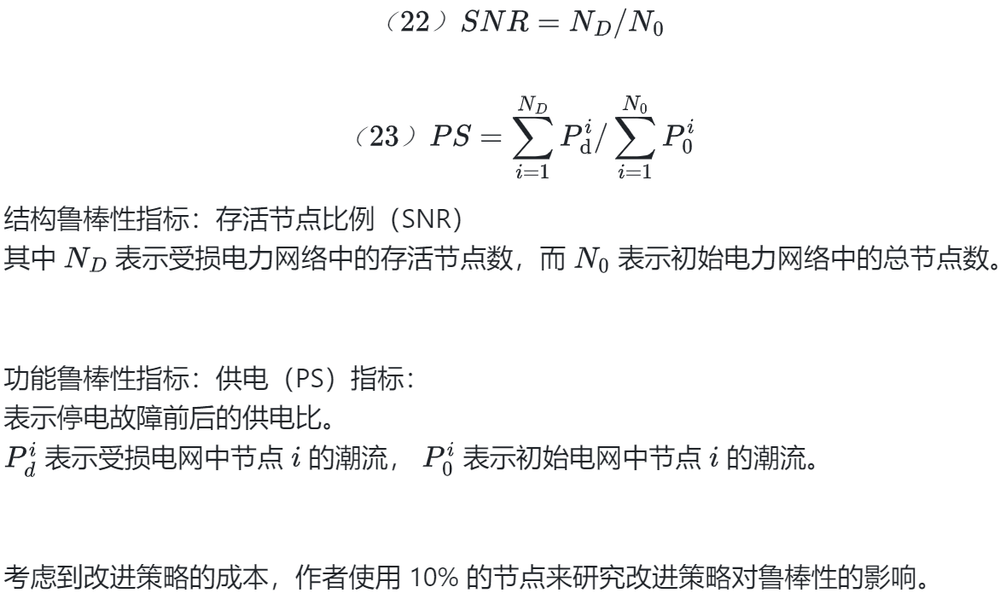 （22）SNR = N_D/N_0
（23）PS = \sum_{i=1}^{N_D} P_d^i / \sum_{i=1}^{N_0} P_0^i
结构鲁棒性指标：存活节点比例（SNR）
其中 N_D 表示受损电力网络中的存活节点数，而 N_0 表示初始电力网络中的总节点数。
功能鲁棒性指标：供电（PS）指标：
表示停电故障前后的供电比。
P_d^i 表示受损电网中节点 i 的潮流， P_0^i 表示初始电网中节点 i 的潮流。
考虑到改进策略的成本，作者使用 10% 的节点来研究改进策略对鲁棒性的影响。